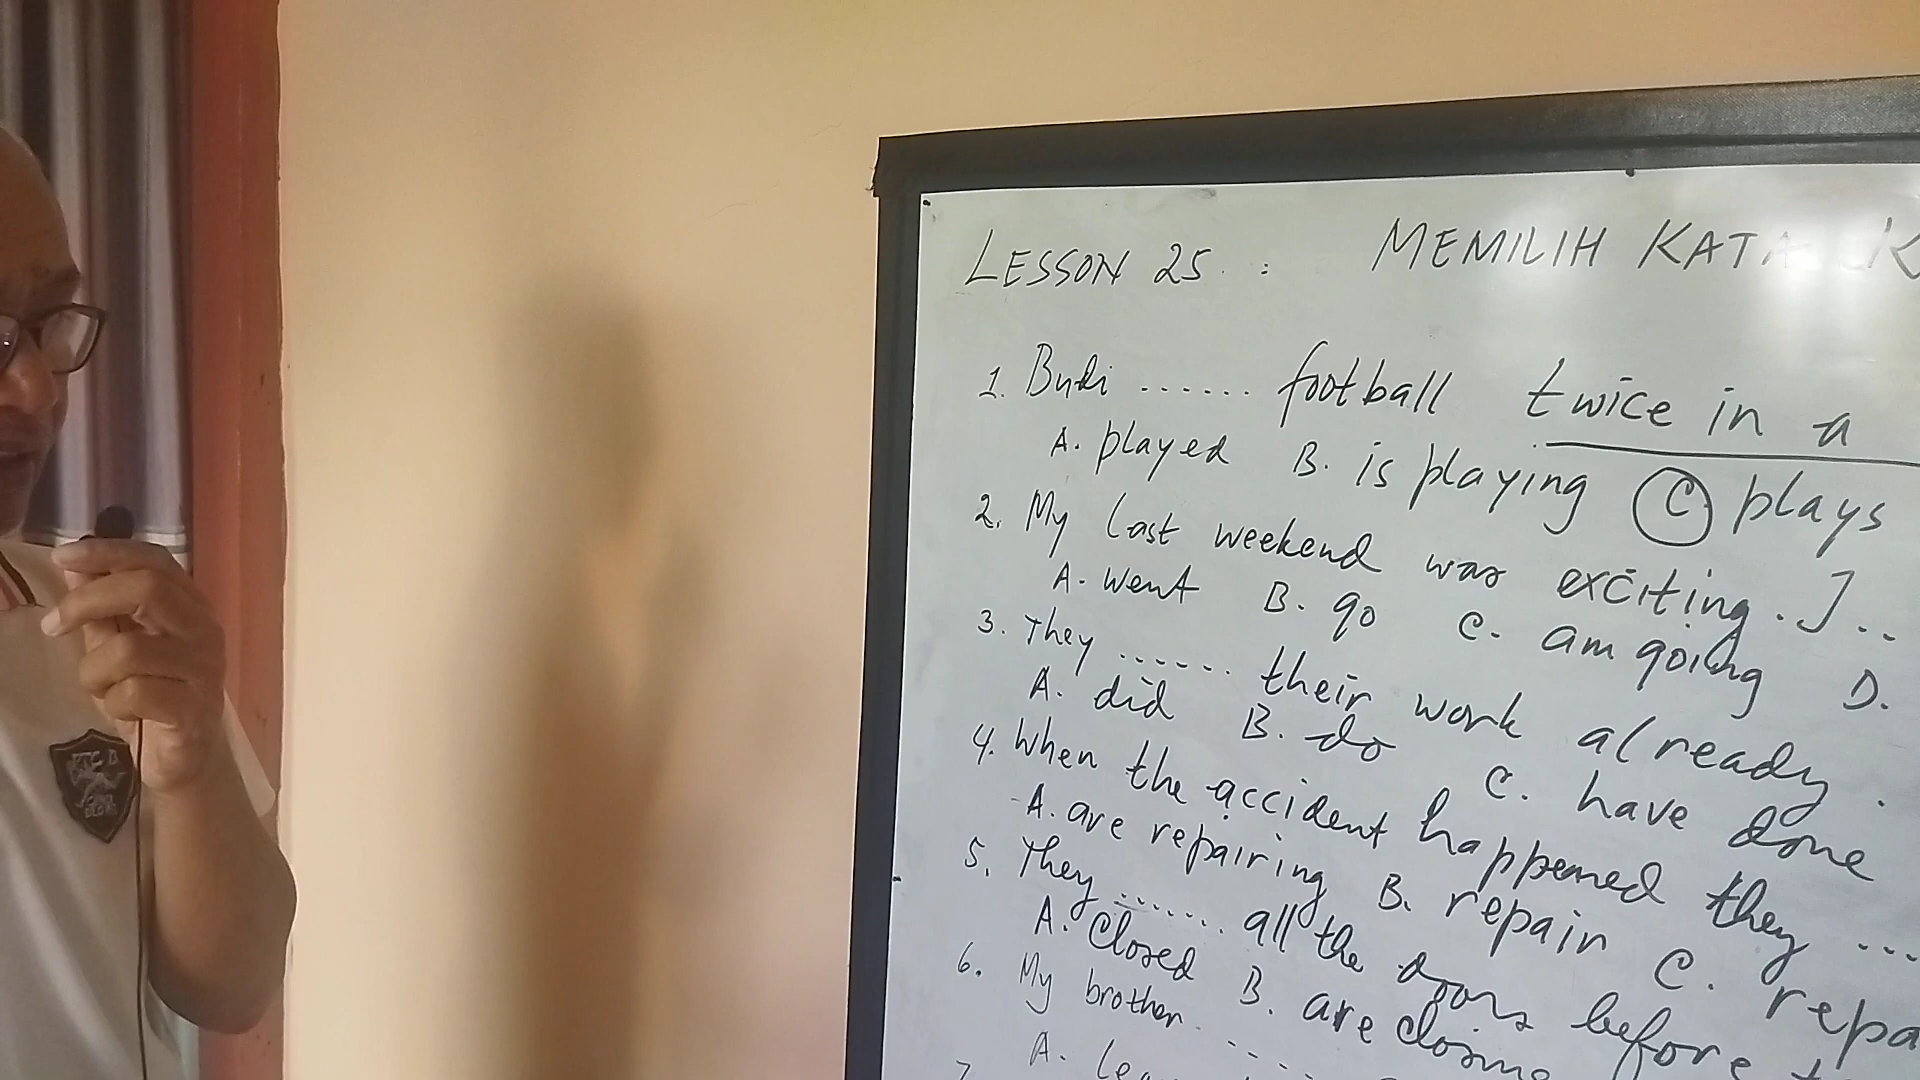 LESSON 25 : MEMILIH KATA K
1. Budi ...... football twice in a
A. played B. is playing C plays
2. My last weekend was exciting. I ..
A. went B. go C. am going D.
3. They ...... their work already.
A. did B. do C. have done
4. When the accident happened they ...
A. are repairing B. repair C. repa
5. They ...... all the doors before
A. Closed B. are closing
6. My brother
A.
7.